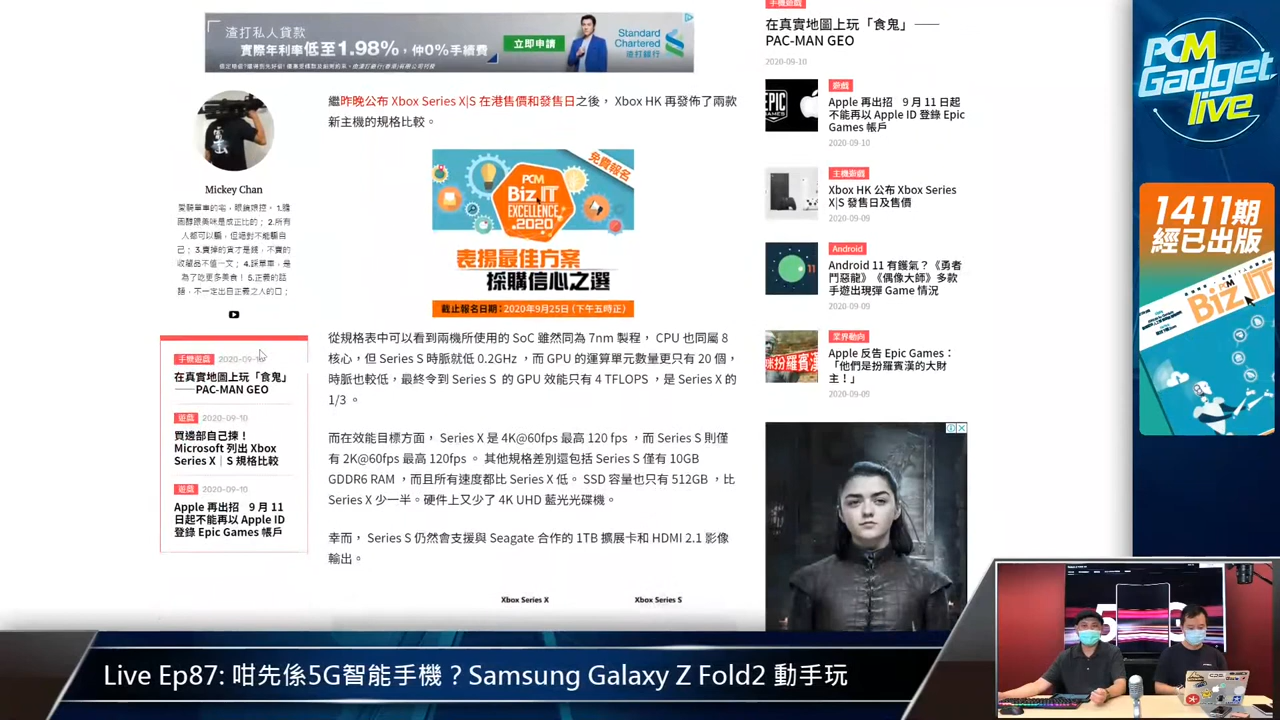 渣打私人貸款
實際年利率低至1.98%，仲0%手續費
立即申請
Standard
Chartered
渣打銀行
繼昨晚公布 Xbox Series X|S 在港售價和發售日之後， Xbox HK 再發佈了兩款
新主機的規格比較。
Mickey Chan
免費報名
PCM
Biz.IT
EXCELLENCE
2020
表揚最佳方案
採購信心之選
截止報名日期：2020年9月25日 (下午五時正)
從規格表中可以看到兩機所使用的 SoC 雖然同為 7nm 製程， CPU 也同屬 8
核心，但 Series S 時脈就低 0.2GHz ，而 GPU 的運算單元數量更只有 20 個，
時脈也較低，最終令到 Series S 的 GPU 效能只有 4 TFLOPS ，是 Series X 的
1/3 。
而在效能目標方面， Series X 是 4K@60fps 最高 120 fps ，而 Series S 則僅
有 2K@60fps 最高 120fps 。 其他規格差別還包括 Series S 僅有 10GB
GDDR6 RAM ，而且所有速度都比 Series X 低。 SSD 容量也只有 512GB ，比
Series X 少一半。硬件上又少了 4K UHD 藍光光碟機。
幸而， Series S 仍然會支援與 Seagate 合作的 1TB 擴展卡和 HDMI 2.1 影像
輸出。
Xbox Series X
Xbox Series S
手機遊戲
在真實地圖上玩「食鬼」
——PAC-MAN GEO
遊戲 2020-09-10
買邊部自己揀！
Microsoft 列出 Xbox
Series X｜S 規格比較
遊戲 2020-09-10
Apple 再出招　9 月 11
日起不能再以 Apple ID
登錄 Epic Games 帳戶
手機遊戲
在真實地圖上玩「食鬼」——
PAC-MAN GEO
2020-09-10
EPIC
GAMES
遊戲
Apple 再出招　9 月 11 日起
不能再以 Apple ID 登錄 Epic
Games 帳戶
2020-09-10
主機遊戲
Xbox HK 公布 Xbox Series
X|S 發售日及售價
2020-09-09
11
Android
Android 11 有鑊氣？《勇者
鬥惡龍》《偶像大師》多款
手遊出現彈 Game 情況
2020-09-09
咪扮羅賓漢
業界動向
Apple 反告 Epic Games：
「他們是扮羅賓漢的大財
主！」
2020-09-09
PCM
Gadget
live
1411期
經已出版
PCM
Biz.IT
Live Ep87: 咁先係5G智能手機？Samsung Galaxy Z Fold2 動手玩